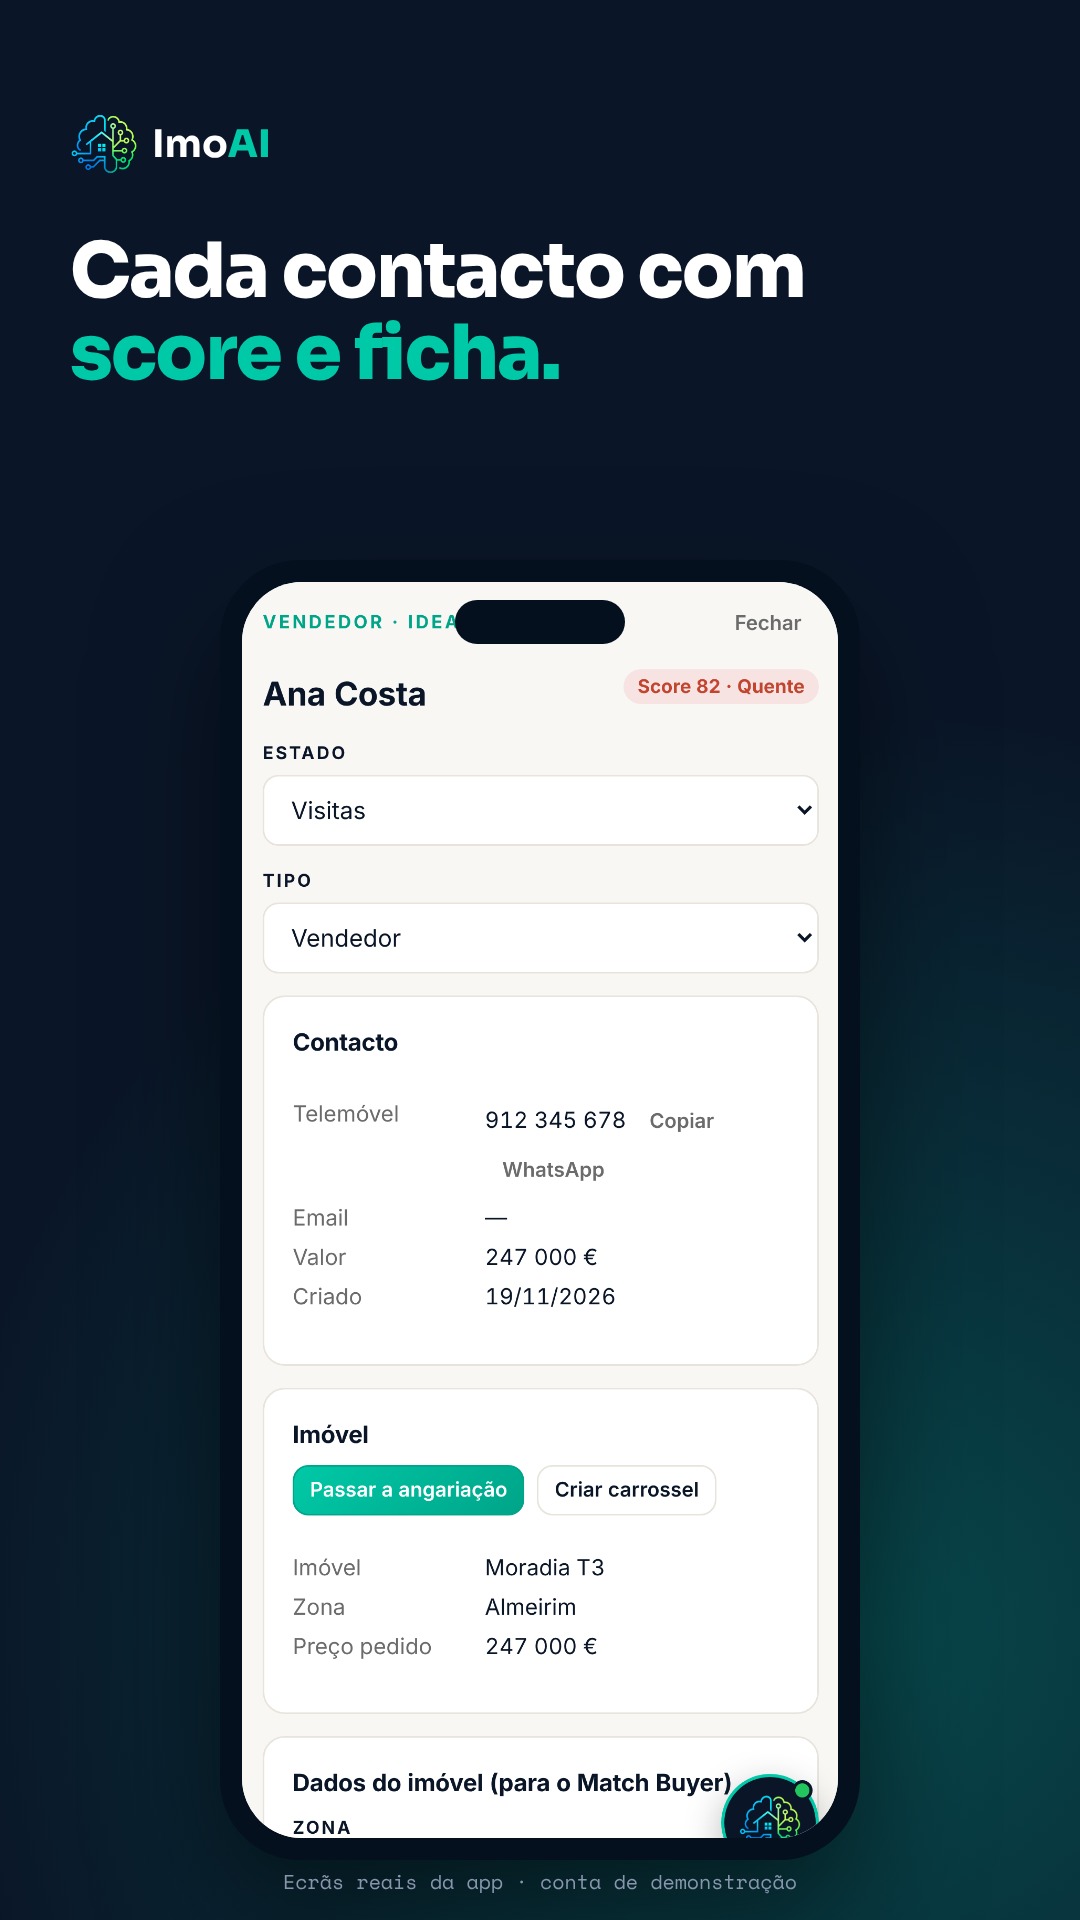 ImoAI
Cada contacto com
score e ficha.
VENDEDOR · IDEA
Fechar
Ana Costa
Score 82 · Quente
ESTADO
Visitas
TIPO
Vendedor
Contacto
Telemóvel 912 345 678 Copiar
WhatsApp
Email —
Valor 247 000 €
Criado 19/11/2026
Imóvel
Passar a angariação Criar carrossel
Imóvel Moradia T3
Zona Almeirim
Preço pedido 247 000 €
Dados do imóvel (para o Match Buyer)
ZONA
Ecrãs reais da app · conta de demonstração